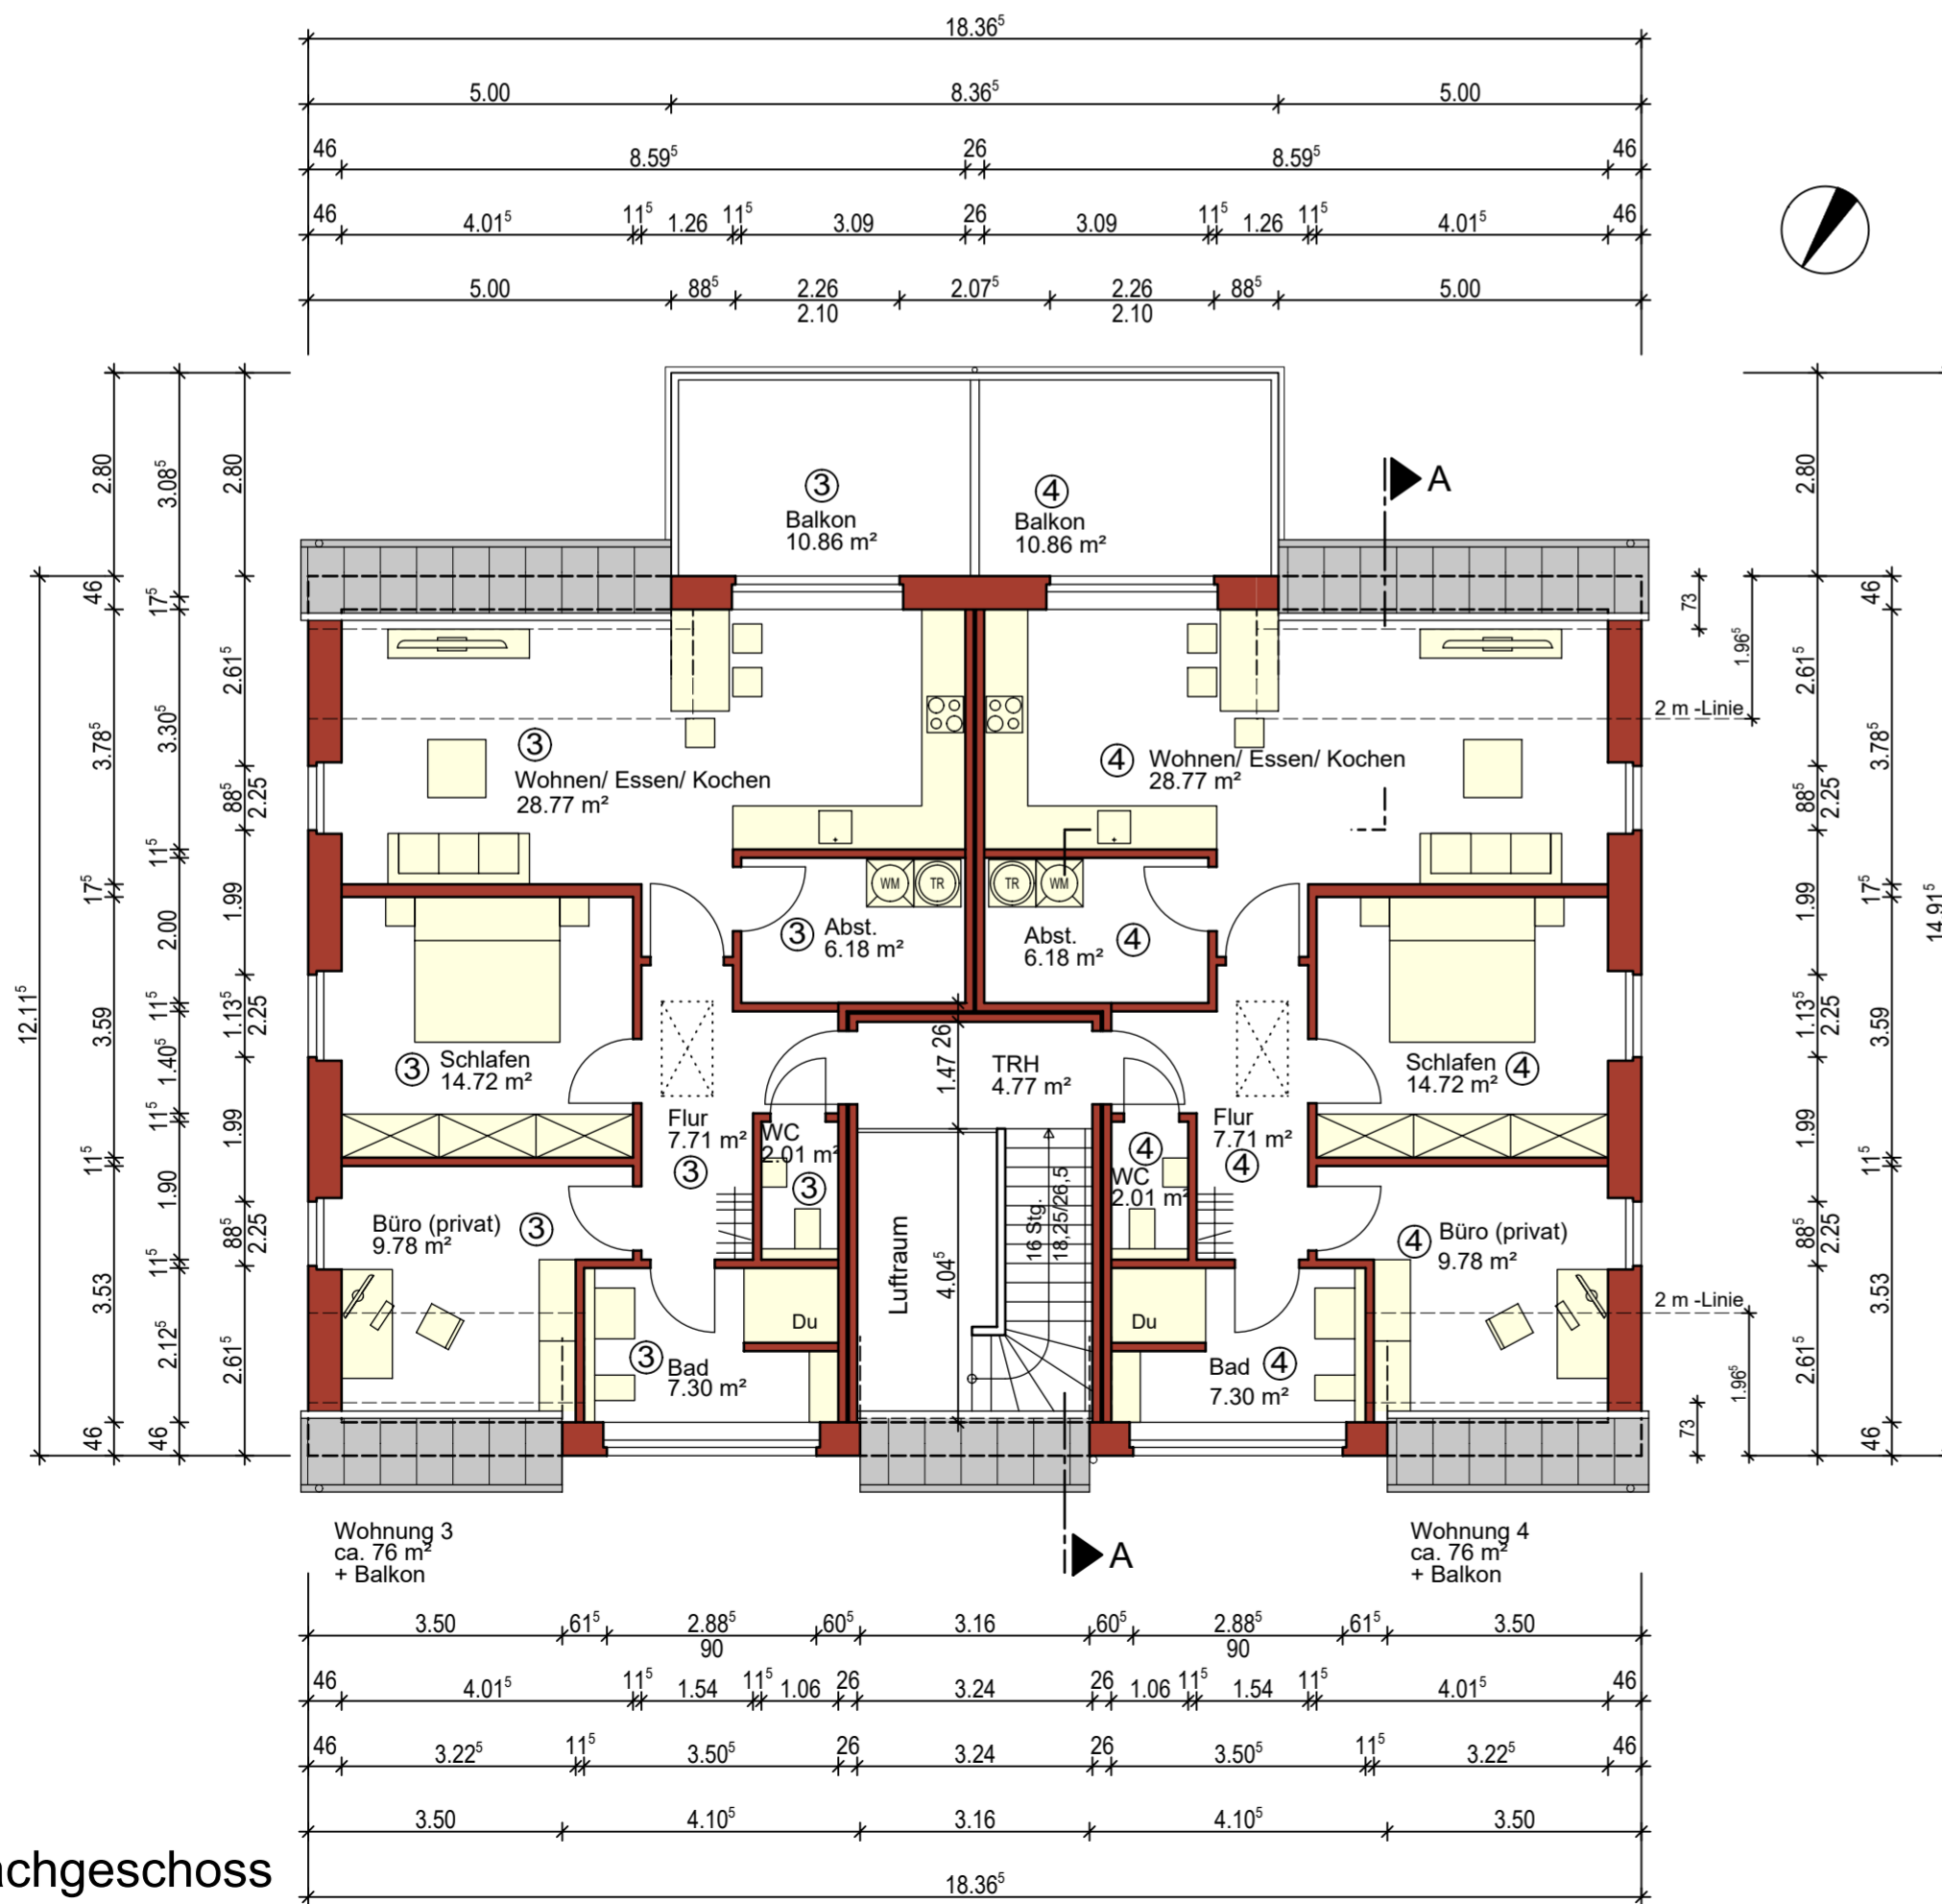 18.36⁵
5.00 8.36⁵ 5.00
46 8.59⁵ 26 8.59⁵ 46
46 4.01⁵ 11⁵ 1.26 11⁵ 3.09 26 3.09 11⁵ 1.26 11⁵ 4.01⁵ 46
5.00 88⁵ 2.26 2.07⁵ 2.26 88⁵ 5.00
2.10 2.10
12.11⁵
2.80 46 3.78⁵ 17⁵ 3.59 11⁵ 3.53 46
3.08⁵ 17⁵ 3.30⁵ 11⁵ 2.00 11⁵ 1.40⁵ 11⁵ 1.90 11⁵ 2.12⁵ 46
2.80 2.61⁵ 88⁵ 1.99 1.13⁵ 1.99 88⁵ 2.61⁵
2.25 2.25 2.25
3
Balkon
10.86 m²
4
Balkon
10.86 m²
A
3
Wohnen/ Essen/ Kochen
28.77 m²
4
Wohnen/ Essen/ Kochen
28.77 m²
WM TR TR WM
3
Abst.
6.18 m²
Abst.
6.18 m²
4
3
Schlafen
14.72 m²
Schlafen
14.72 m²
4
1.47 26
TRH
4.77 m²
Flur
7.71 m²
3
WC
2.01 m²
3
4
WC
2.01 m²
Flur
7.71 m²
4
Luftraum
4.04⁵
16 Stg.
18,25/26,5
Büro (privat)
9.78 m²
3
4
Büro (privat)
9.78 m²
Du
3
Bad
7.30 m²
Du
Bad
7.30 m²
4
73
1.96⁵
2 m -Linie
2 m -Linie
1.96⁵
73
2.80 2.61⁵ 88⁵ 1.99 1.13⁵ 1.99 88⁵ 2.61⁵
2.25 2.25 2.25
46 3.78⁵ 17⁵ 3.59 11⁵ 3.53 46
14.91⁵
Wohnung 3
ca. 76 m²
+ Balkon
A
Wohnung 4
ca. 76 m²
+ Balkon
3.50 61⁵ 2.88⁵ 60⁵ 3.16 60⁵ 2.88⁵ 61⁵ 3.50
90 90
46 4.01⁵ 11⁵ 1.54 11⁵ 1.06 26 3.24 26 1.06 11⁵ 1.54 11⁵ 4.01⁵ 46
46 3.22⁵ 11⁵ 3.50⁵ 26 3.24 26 3.50⁵ 11⁵ 3.22⁵ 46
3.50 4.10⁵ 3.16 4.10⁵ 3.50
18.36⁵
achgeschoss